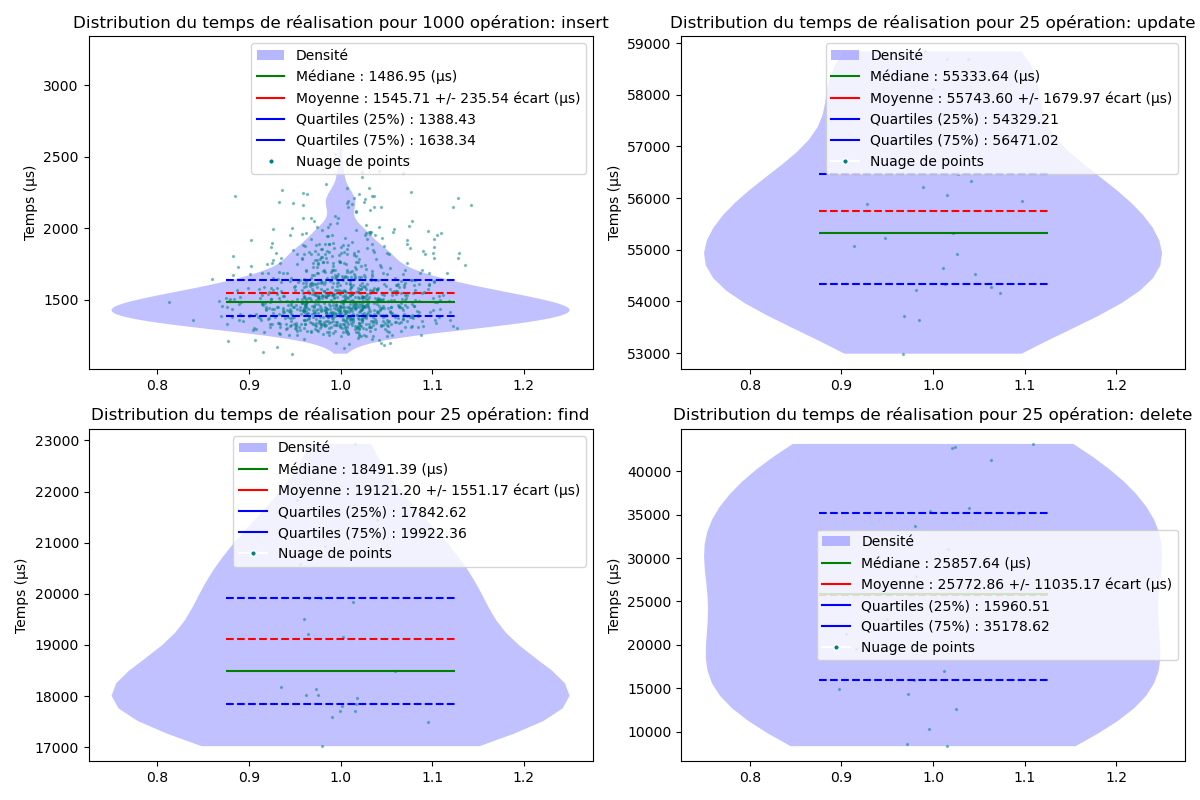 Distribution du temps de réalisation pour 1000 opération: insert
Temps (µs)
3000
2500
2000
1500
0.8 0.9 1.0 1.1 1.2
Densité
Médiane : 1486.95 (µs)
Moyenne : 1545.71 +/- 235.54 écart (µs)
Quartiles (25%) : 1388.43
Quartiles (75%) : 1638.34
Nuage de points
Distribution du temps de réalisation pour 25 opération: update
Temps (µs)
59000
58000
57000
56000
55000
54000
53000
0.8 0.9 1.0 1.1 1.2
Densité
Médiane : 55333.64 (µs)
Moyenne : 55743.60 +/- 1679.97 écart (µs)
Quartiles (25%) : 54329.21
Quartiles (75%) : 56471.02
Nuage de points
Distribution du temps de réalisation pour 25 opération: find
Temps (µs)
23000
22000
21000
20000
19000
18000
17000
0.8 0.9 1.0 1.1 1.2
Densité
Médiane : 18491.39 (µs)
Moyenne : 19121.20 +/- 1551.17 écart (µs)
Quartiles (25%) : 17842.62
Quartiles (75%) : 19922.36
Nuage de points
Distribution du temps de réalisation pour 25 opération: delete
Temps (µs)
40000
35000
30000
25000
20000
15000
10000
0.8 0.9 1.0 1.1 1.2
Densité
Médiane : 25857.64 (µs)
Moyenne : 25772.86 +/- 11035.17 écart (µs)
Quartiles (25%) : 15960.51
Quartiles (75%) : 35178.62
Nuage de points